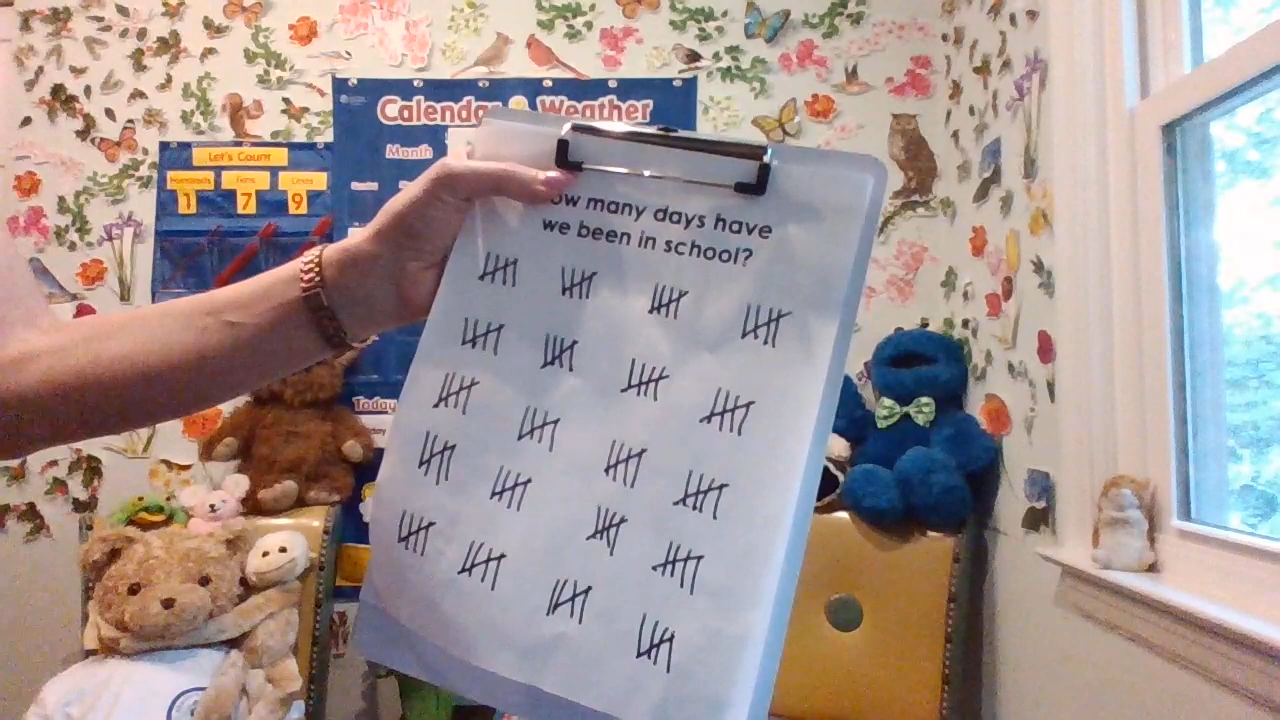 Calendar Weather
Let's Count
Month
Hundreds Tens Ones
1 7 9
ow many days have
we been in school?
Today